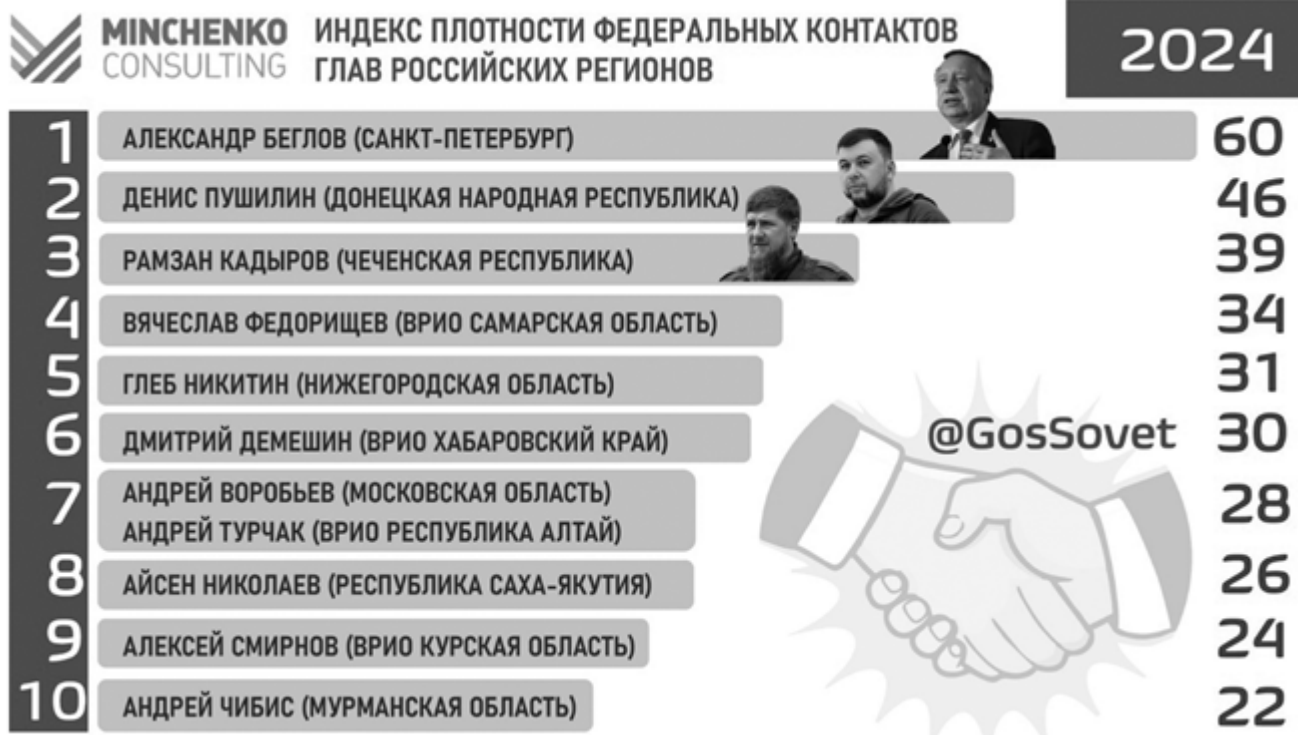 MINCHENKO
CONSULTING
ИНДЕКС ПЛОТНОСТИ ФЕДЕРАЛЬНЫХ КОНТАКТОВ
ГЛАВ РОССИЙСКИХ РЕГИОНОВ
2024
1 АЛЕКСАНДР БЕГЛОВ (САНКТ-ПЕТЕРБУРГ) 60
2 ДЕНИС ПУШИЛИН (ДОНЕЦКАЯ НАРОДНАЯ РЕСПУБЛИКА) 46
3 РАМЗАН КАДЫРОВ (ЧЕЧЕНСКАЯ РЕСПУБЛИКА) 39
4 ВЯЧЕСЛАВ ФЕДОРИЩЕВ (ВРИО САМАРСКАЯ ОБЛАСТЬ) 34
5 ГЛЕБ НИКИТИН (НИЖЕГОРОДСКАЯ ОБЛАСТЬ) 31
6 ДМИТРИЙ ДЕМЕШИН (ВРИО ХАБАРОВСКИЙ КРАЙ) @GosSovet 30
7 АНДРЕЙ ВОРОБЬЕВ (МОСКОВСКАЯ ОБЛАСТЬ) 28
АНДРЕЙ ТУРЧАК (ВРИО РЕСПУБЛИКА АЛТАЙ)
8 АЙСЕН НИКОЛАЕВ (РЕСПУБЛИКА САХА-ЯКУТИЯ) 26
9 АЛЕКСЕЙ СМИРНОВ (ВРИО КУРСКАЯ ОБЛАСТЬ) 24
10 АНДРЕЙ ЧИБИС (МУРМАНСКАЯ ОБЛАСТЬ) 22